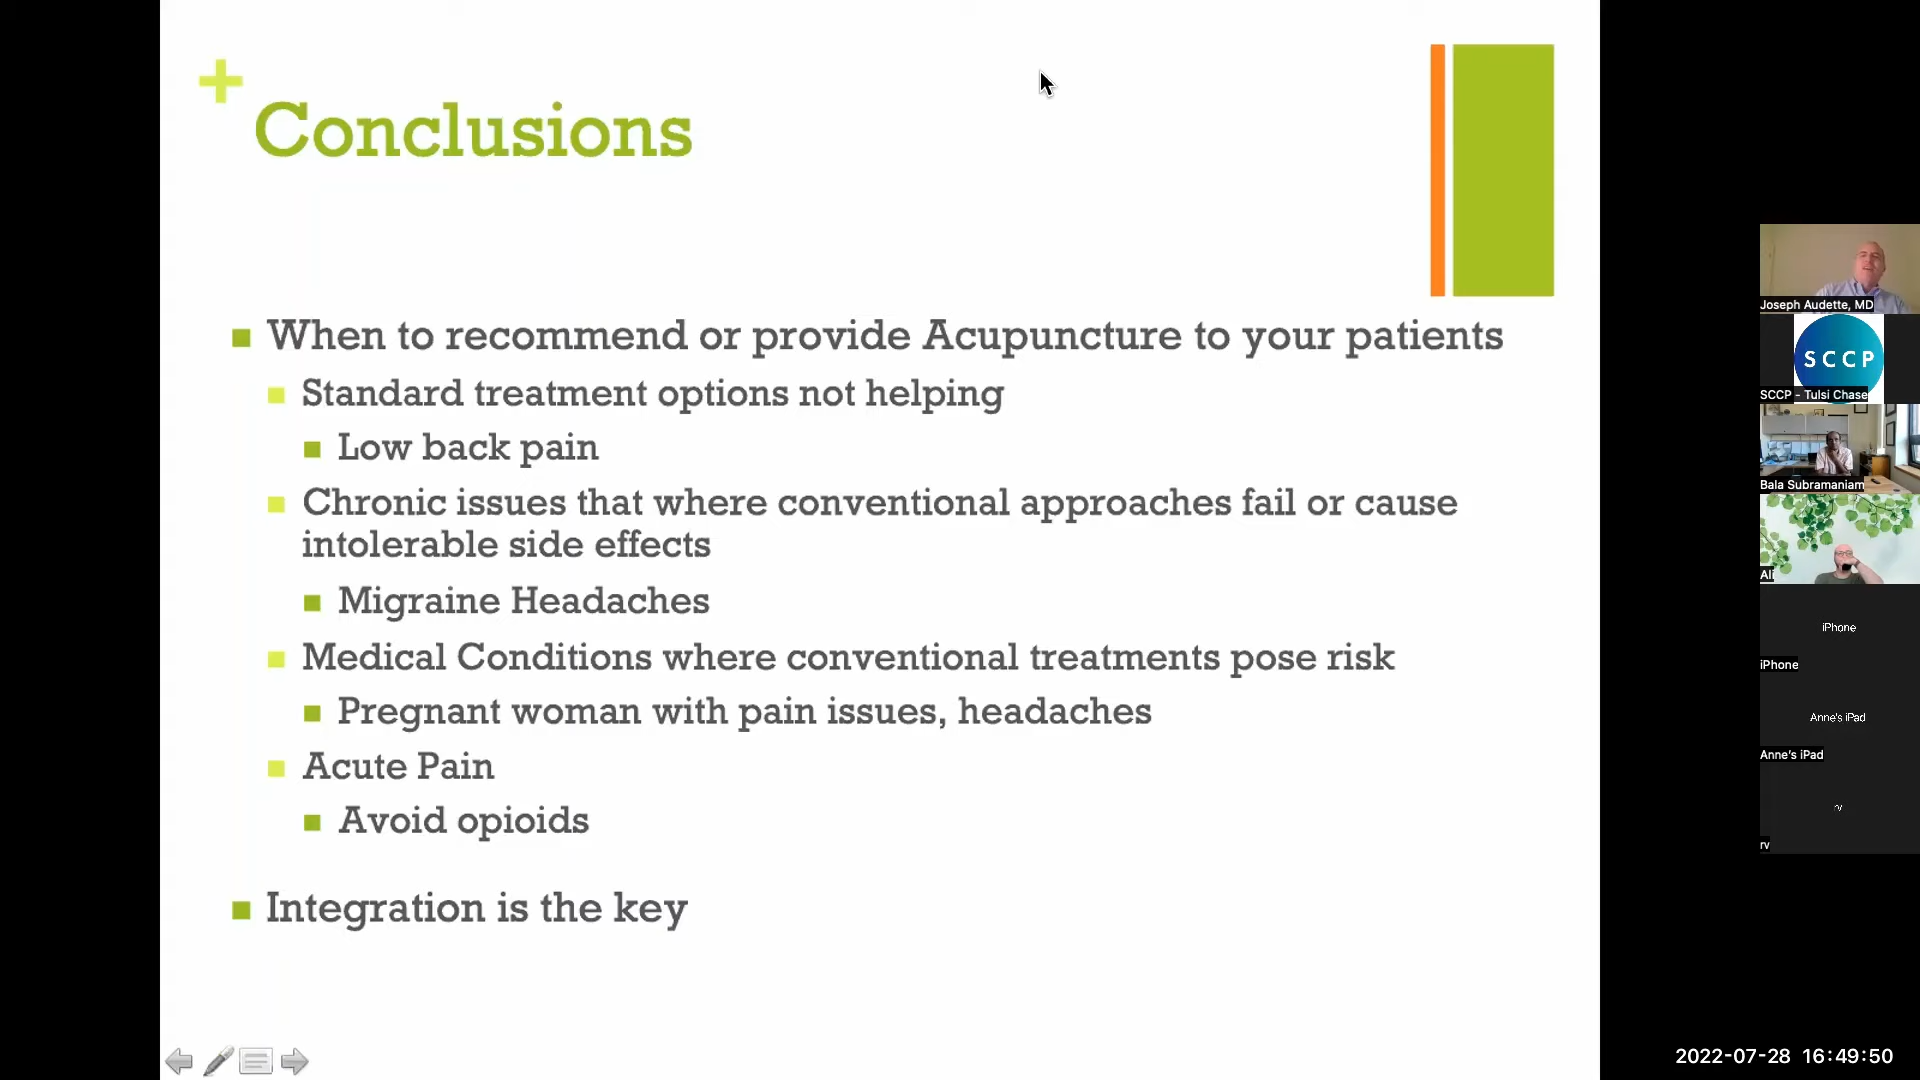 +
Conclusions
When to recommend or provide Acupuncture to your patients
Standard treatment options not helping
Low back pain
Chronic issues that where conventional approaches fail or cause
intolerable side effects
Migraine Headaches
Medical Conditions where conventional treatments pose risk
Pregnant woman with pain issues, headaches
Acute Pain
Avoid opioids
Integration is the key
Joseph Audette, MD
SCCP
SCCP - Tulsi Chase
Bala Subramaniam
Ali
iPhone
iPhone
Anne's iPad
Anne's iPad
rv
rv
2022-07-28 16:49:50